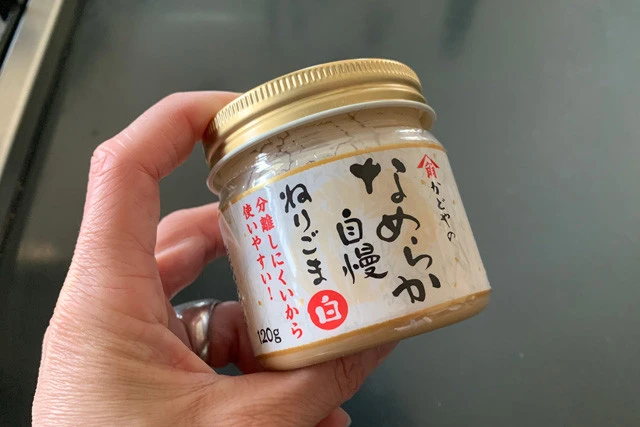 かどやの
なめらか
自慢
ねりごま
白
分離しにくいから
使いやすい!
120g